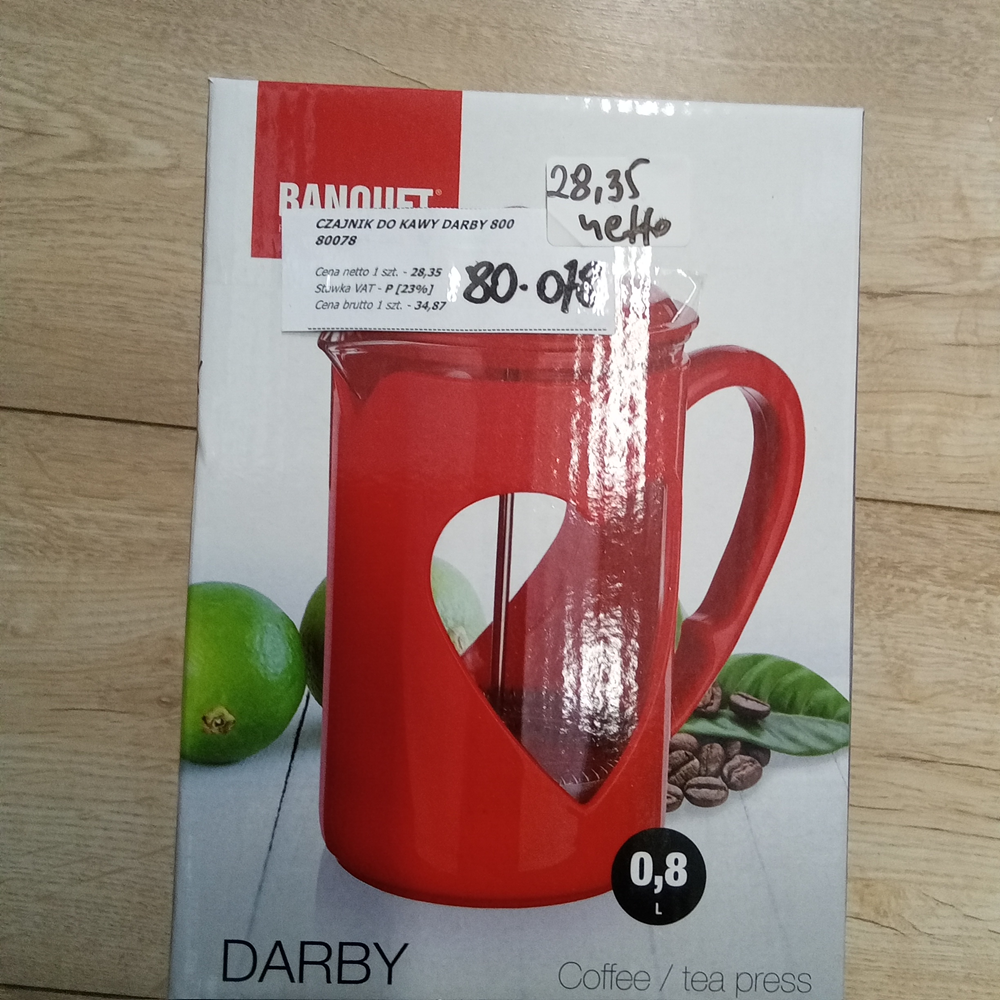 BANQUET®
28,35
netto
CZAJNIK DO KAWY DARBY 800
80078
Cena netto 1 szt. - 28,35
Stawka VAT - P [23%]
Cena brutto 1 szt. - 34,87
80.078
0,8
L
DARBY
Coffee / tea press